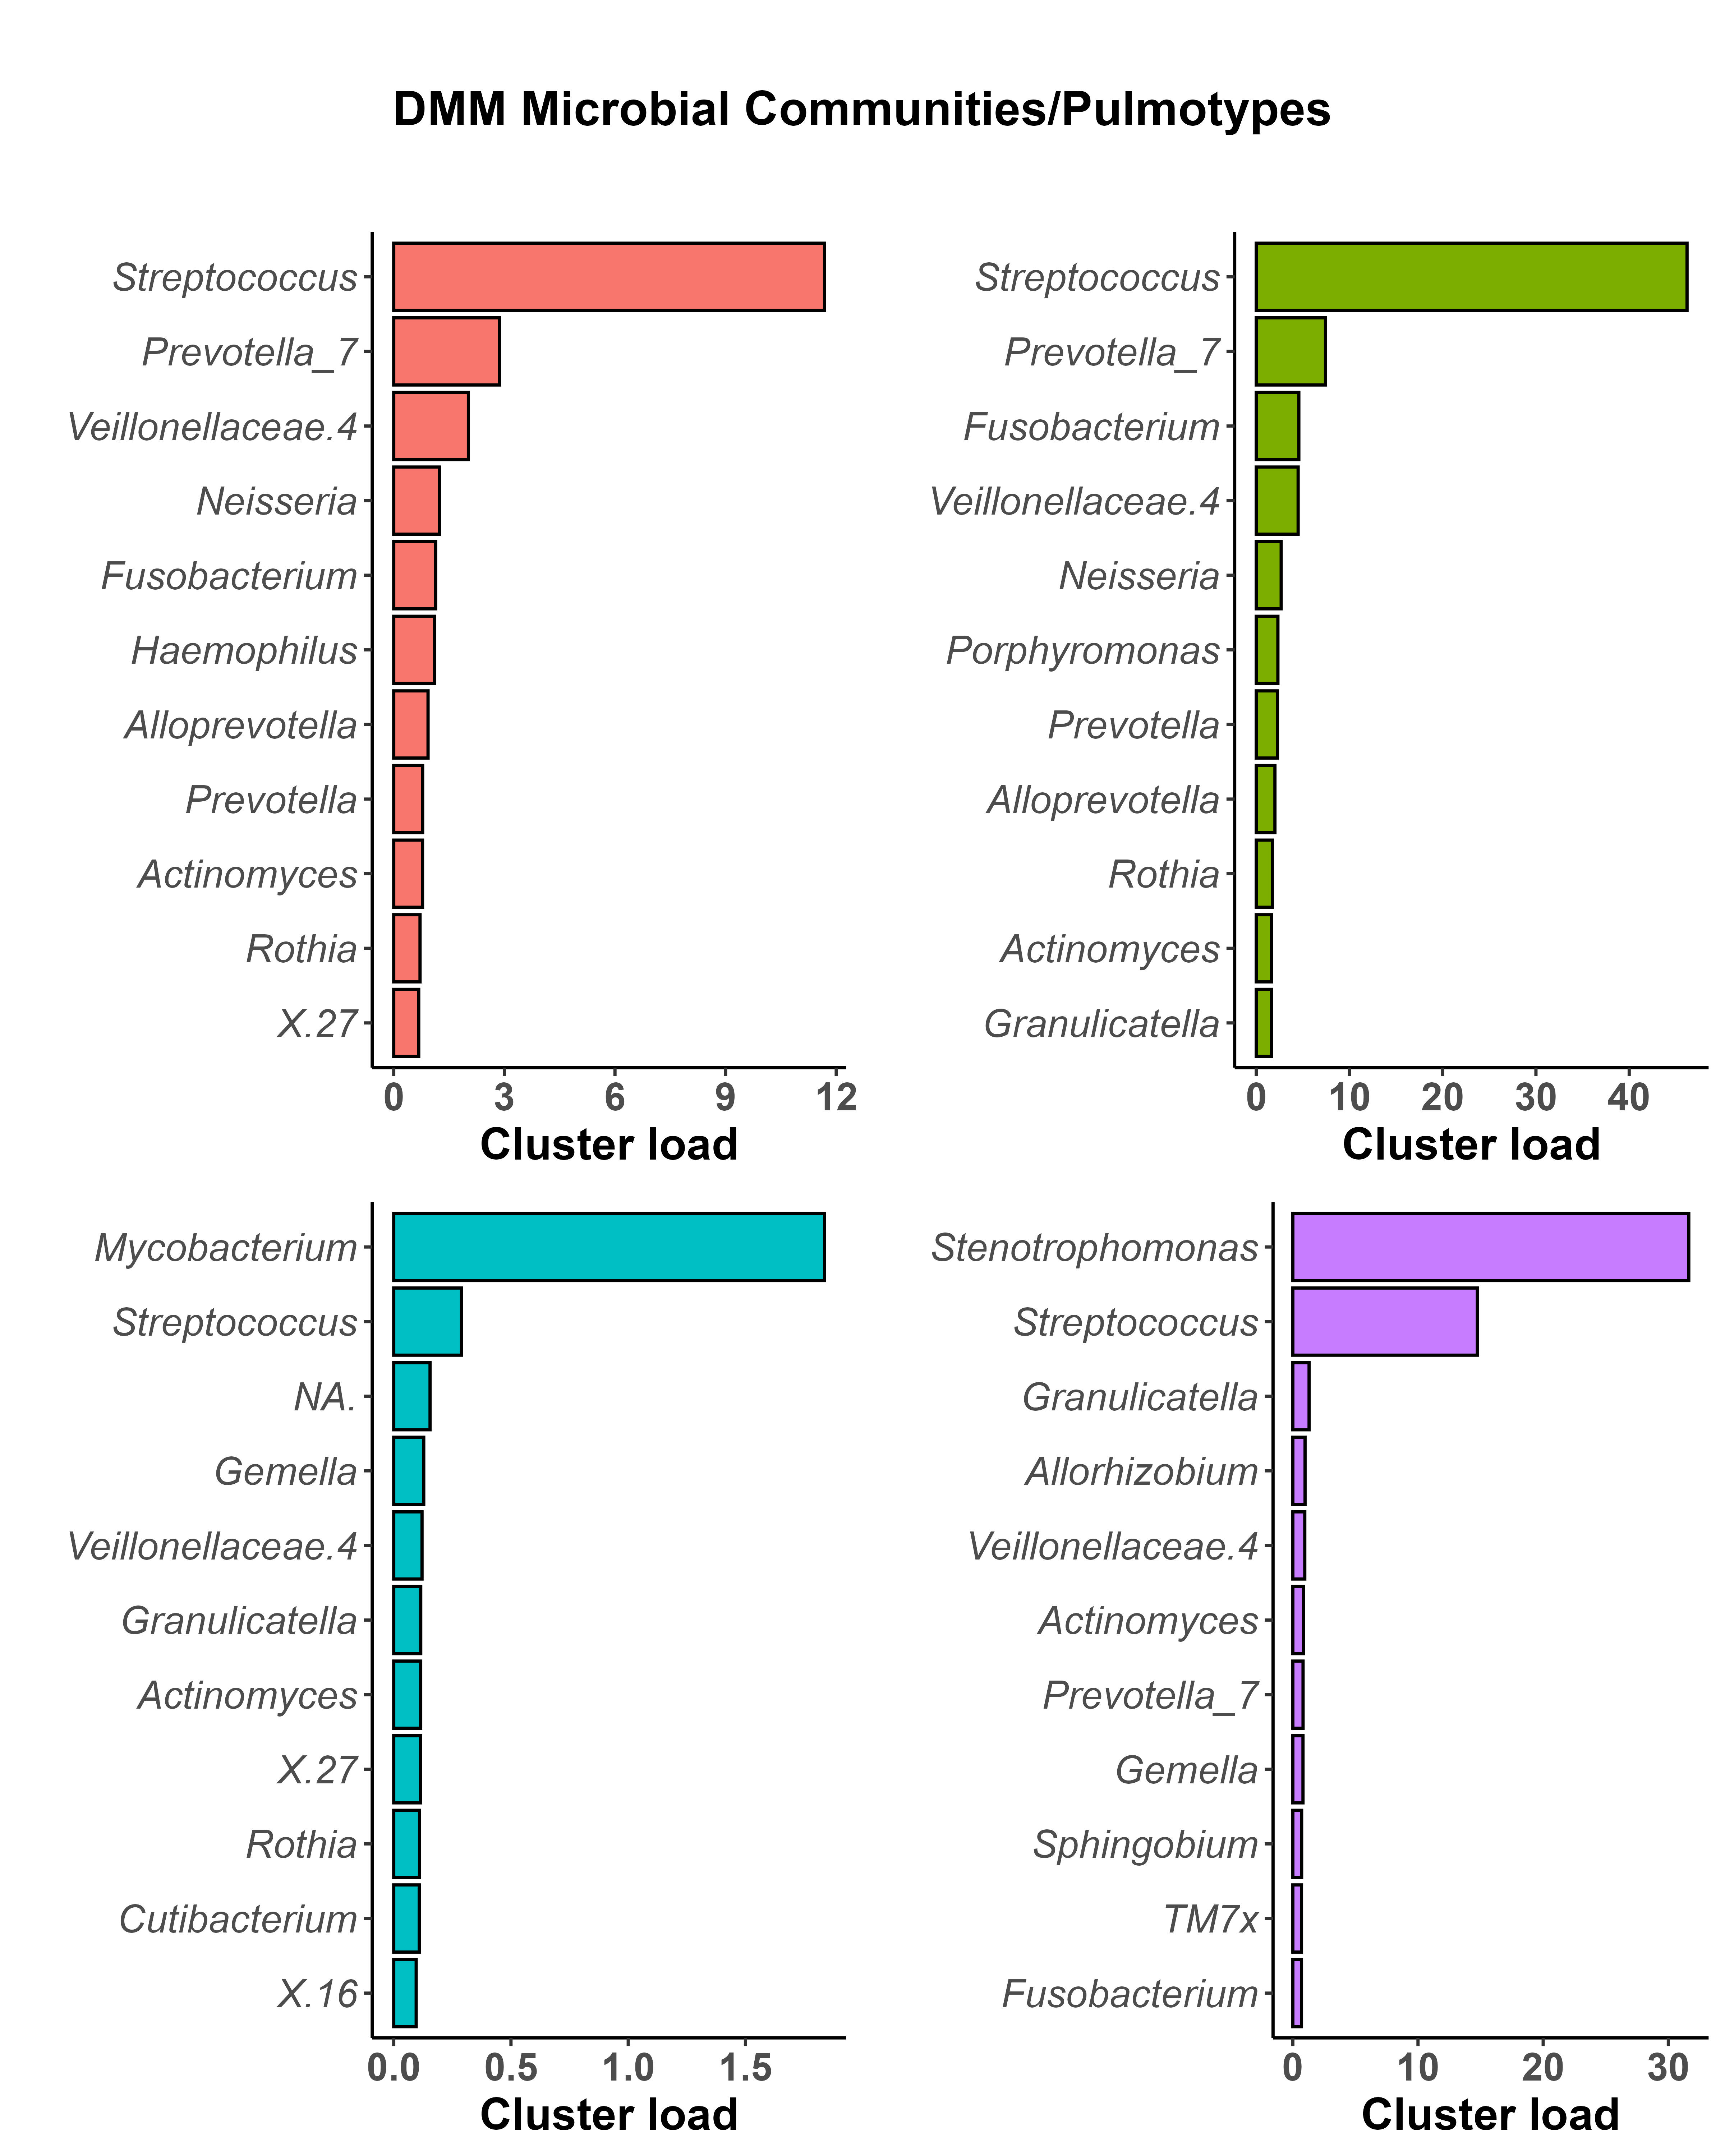 DMM Microbial Communities/Pulmotypes
Streptococcus
Prevotella_7
Veillonellaceae.4
Neisseria
Fusobacterium
Haemophilus
Alloprevotella
Prevotella
Actinomyces
Rothia
X.27
0 3 6 9 12
Cluster load
Streptococcus
Prevotella_7
Fusobacterium
Veillonellaceae.4
Neisseria
Porphyromonas
Prevotella
Alloprevotella
Rothia
Actinomyces
Granulicatella
0 10 20 30 40
Cluster load
Mycobacterium
Streptococcus
NA.
Gemella
Veillonellaceae.4
Granulicatella
Actinomyces
X.27
Rothia
Cutibacterium
X.16
0.0 0.5 1.0 1.5
Cluster load
Stenotrophomonas
Streptococcus
Granulicatella
Allorhizobium
Veillonellaceae.4
Actinomyces
Prevotella_7
Gemella
Sphingobium
TM7x
Fusobacterium
0 10 20 30
Cluster load